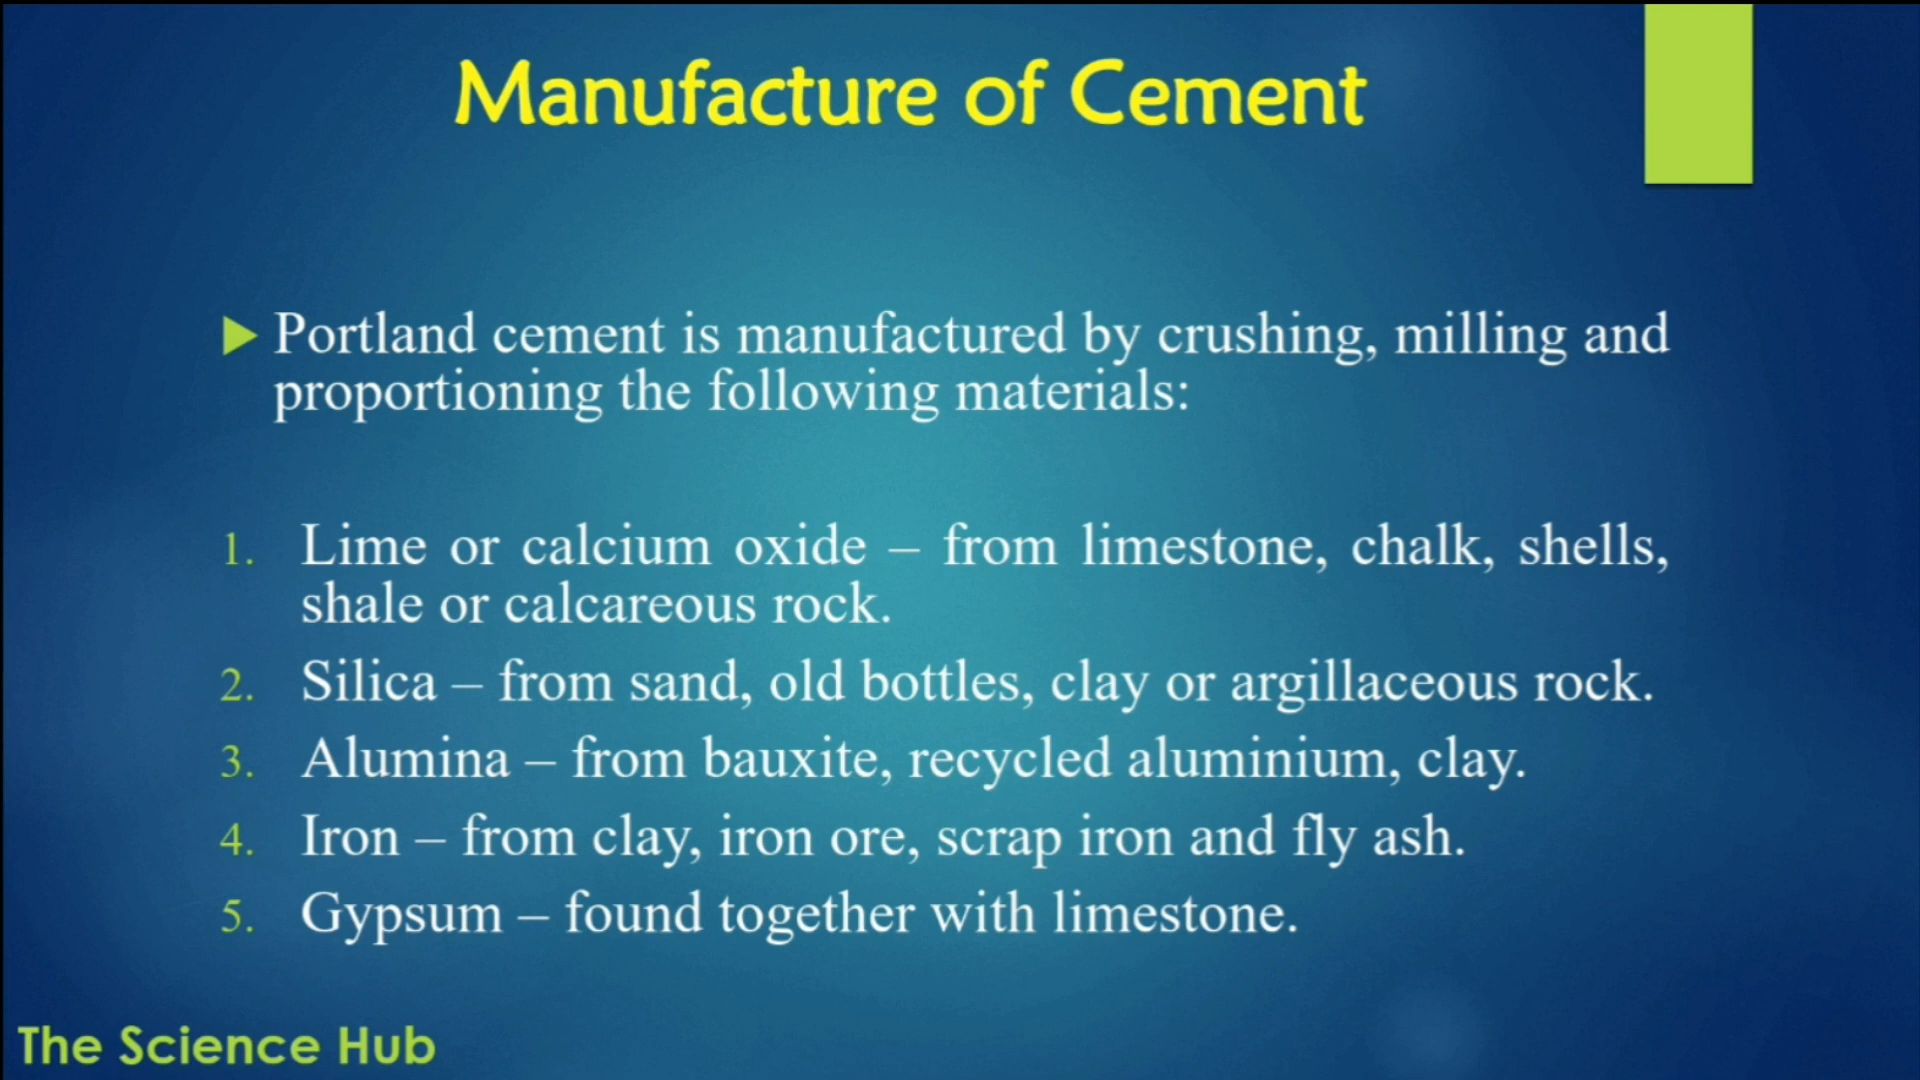 Manufacture of Cement
Portland cement is manufactured by crushing, milling and
proportioning the following materials:
1. Lime or calcium oxide – from limestone, chalk, shells,
shale or calcareous rock.
2. Silica – from sand, old bottles, clay or argillaceous rock.
3. Alumina – from bauxite, recycled aluminium, clay.
4. Iron – from clay, iron ore, scrap iron and fly ash.
5. Gypsum – found together with limestone.
The Science Hub